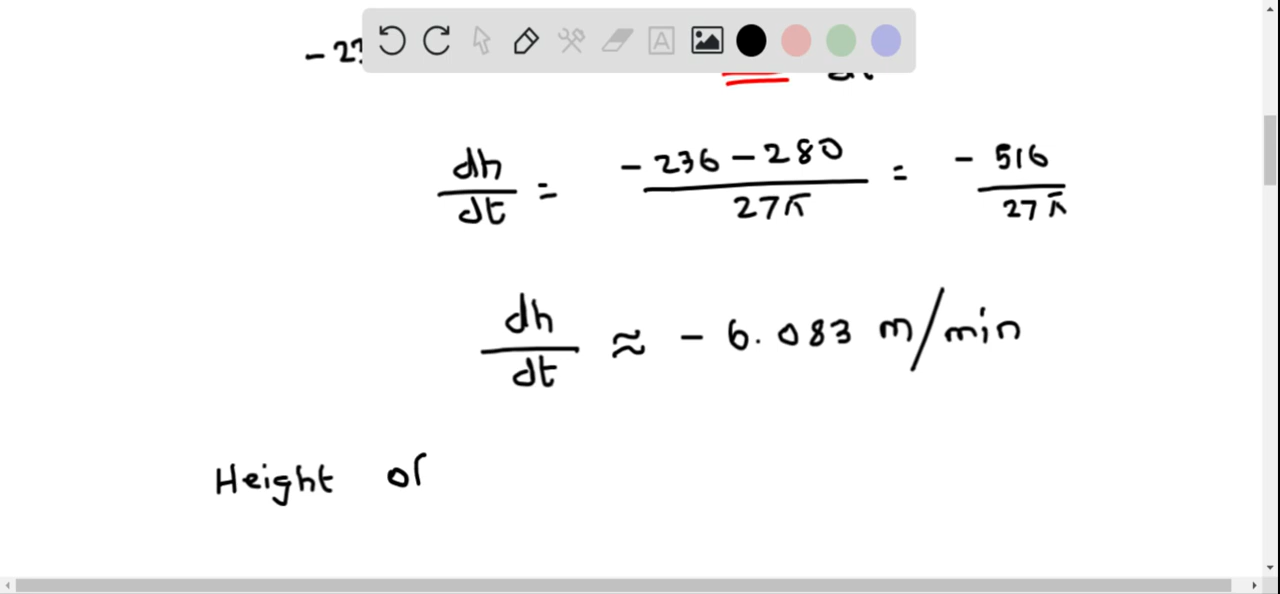 dh/dt = (-236-280)/27π = -516/27π
dh/dt ≈ -6.083 m/min
Height of